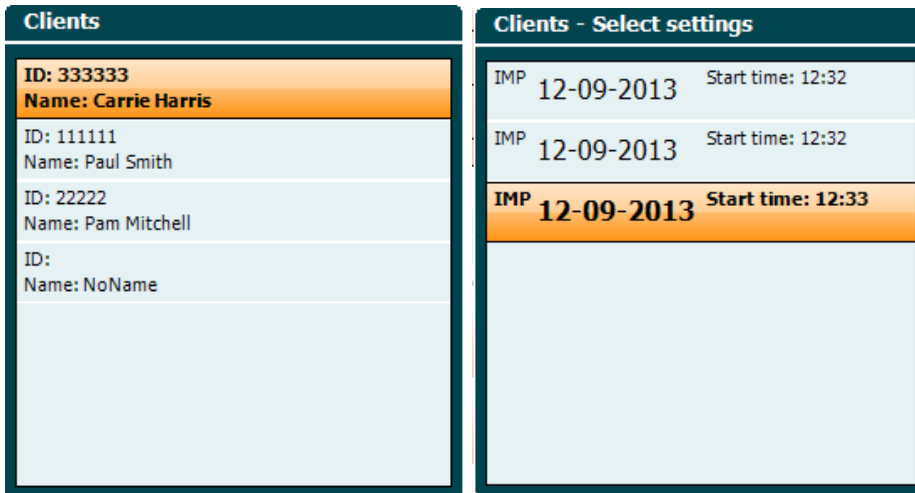 Clients
ID: 333333
Name: Carrie Harris
ID: 111111
Name: Paul Smith
ID: 22222
Name: Pam Mitchell
ID:
Name: NoName
Clients - Select settings
IMP 12-09-2013 Start time: 12:32
IMP 12-09-2013 Start time: 12:32
IMP 12-09-2013 Start time: 12:33